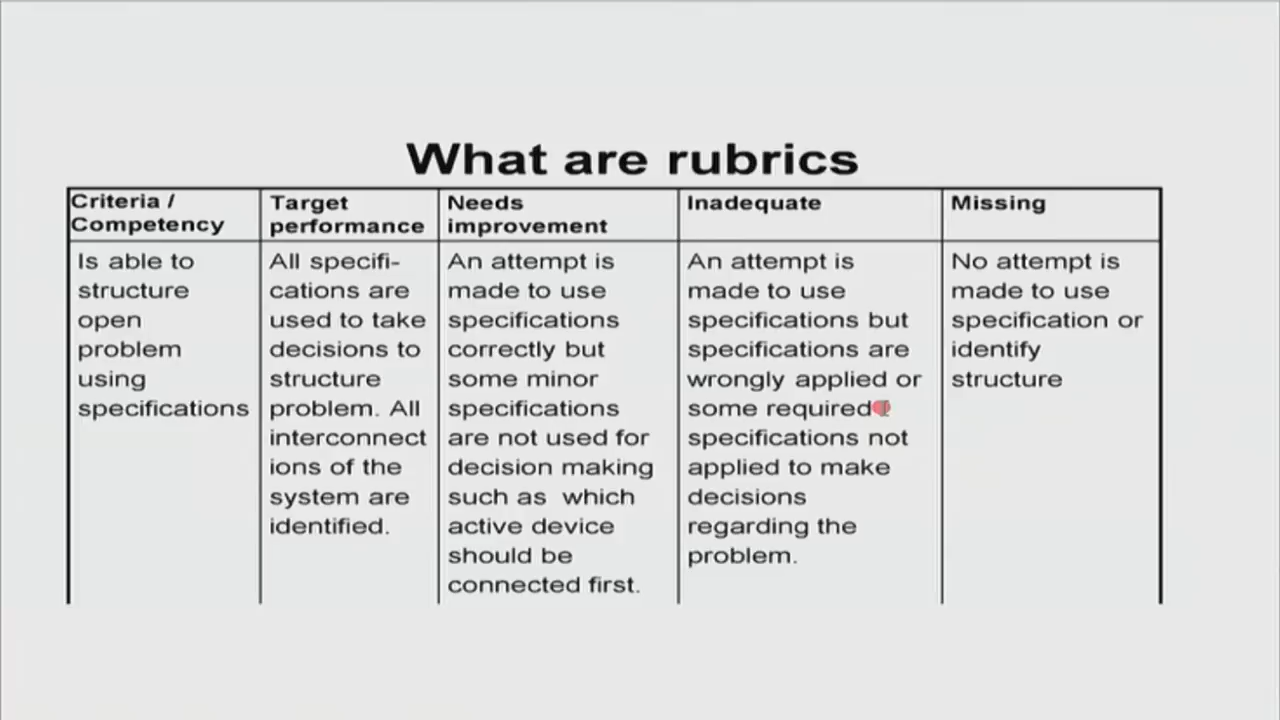 What are rubrics
Criteria /
Competency
Target
performance
Needs
improvement
Inadequate
Missing
Is able to
structure
open
problem
using
specifications
All specifi-
cations are
used to take
decisions to
structure
problem. All
interconnect
ions of the
system are
identified.
An attempt is
made to use
specifications
correctly but
some minor
specifications
are not used for
decision making
such as which
active device
should be
connected first.
An attempt is
made to use
specifications but
specifications are
wrongly applied or
some required
specifications not
applied to make
decisions
regarding the
problem.
No attempt is
made to use
specification or
identify
structure